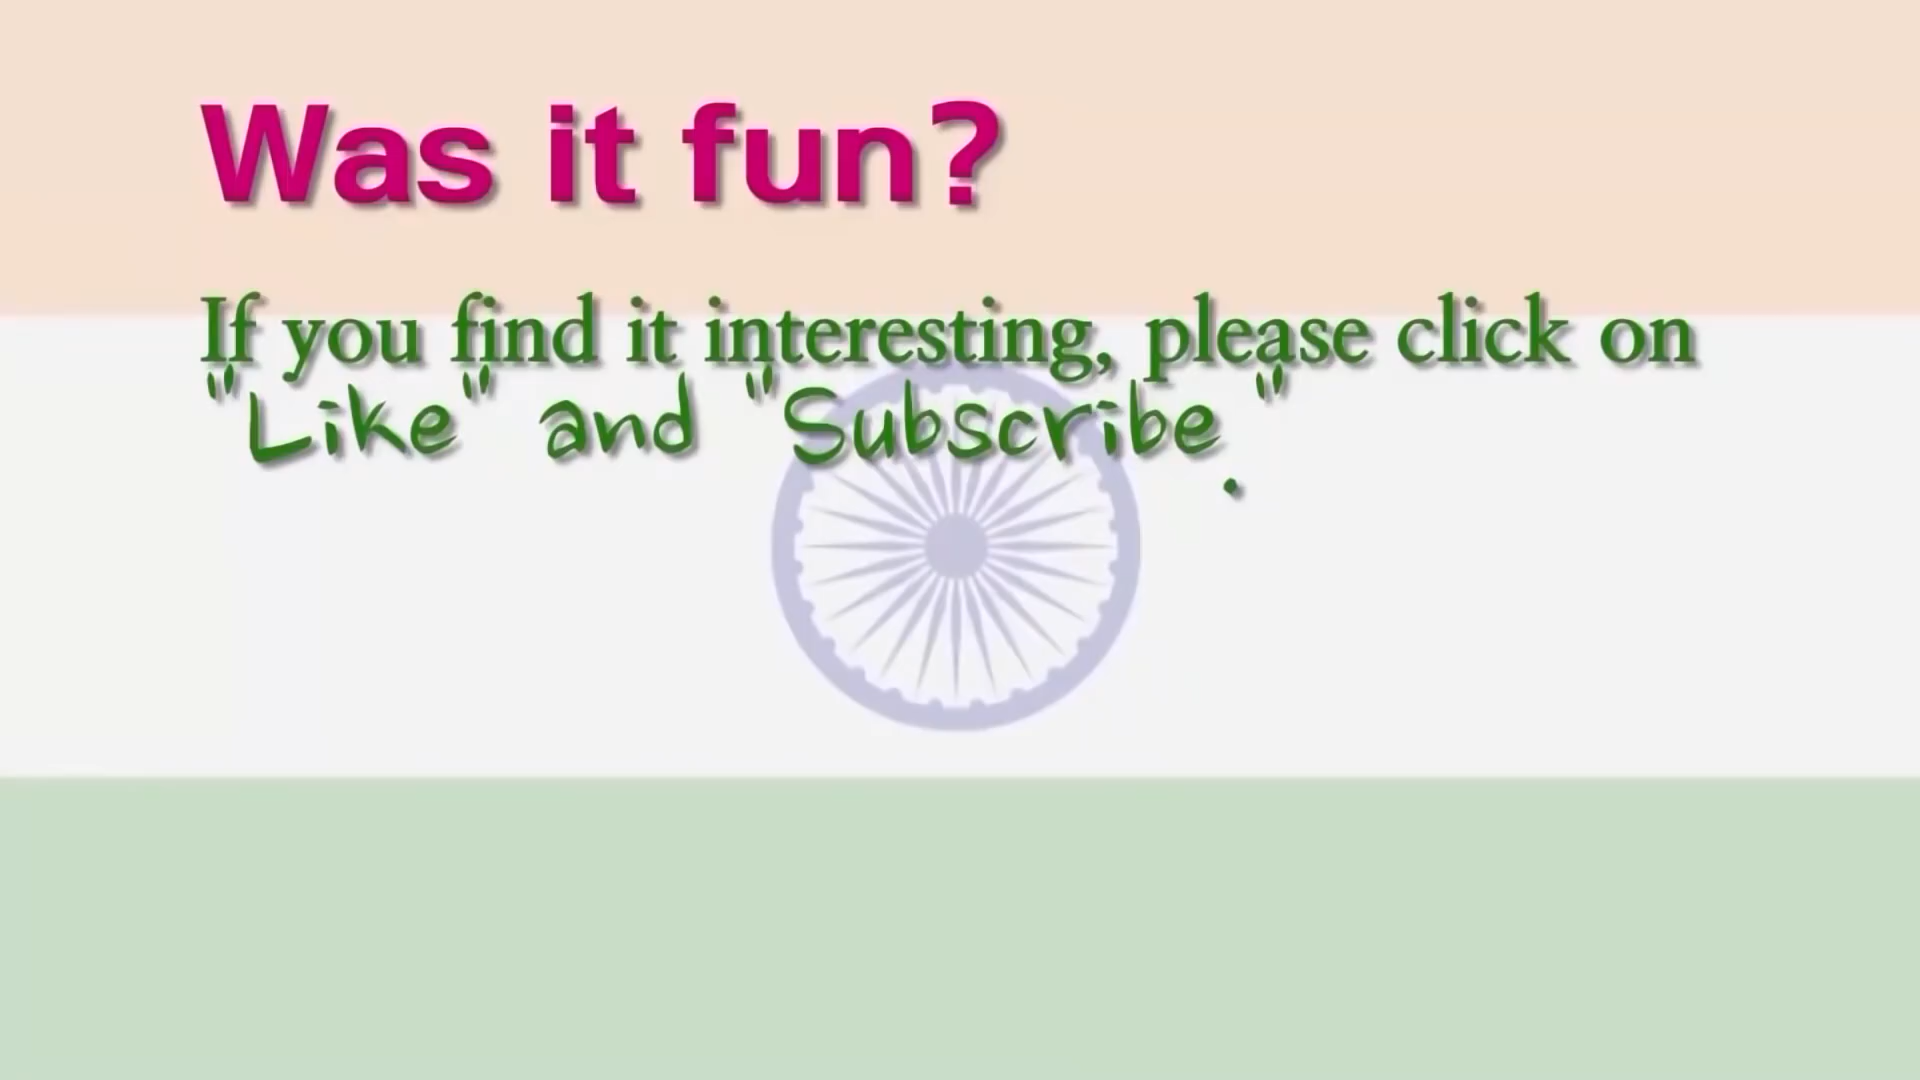 Was it fun?
If you find it interesting, please click on
"Like" and "Subscribe."